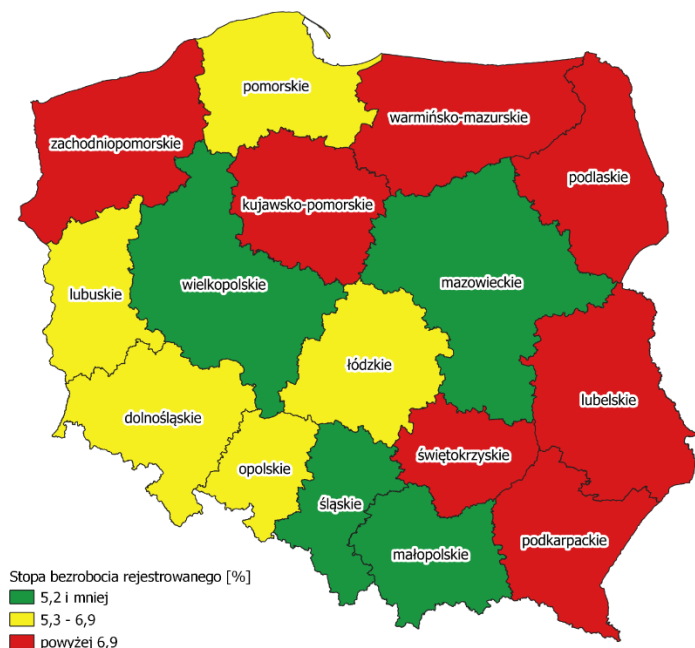 pomorskie
warmińsko-mazurskie
zachodniopomorskie
podlaskie
kujawsko-pomorskie
mazowieckie
wielkopolskie
lubuskie
łódzkie
lubelskie
dolnośląskie
świętokrzyskie
opolskie
śląskie
podkarpackie
małopolskie
Stopa bezrobocia rejestrowanego [%]
5,2 i mniej
5,3 - 6,9
powyżej 6,9